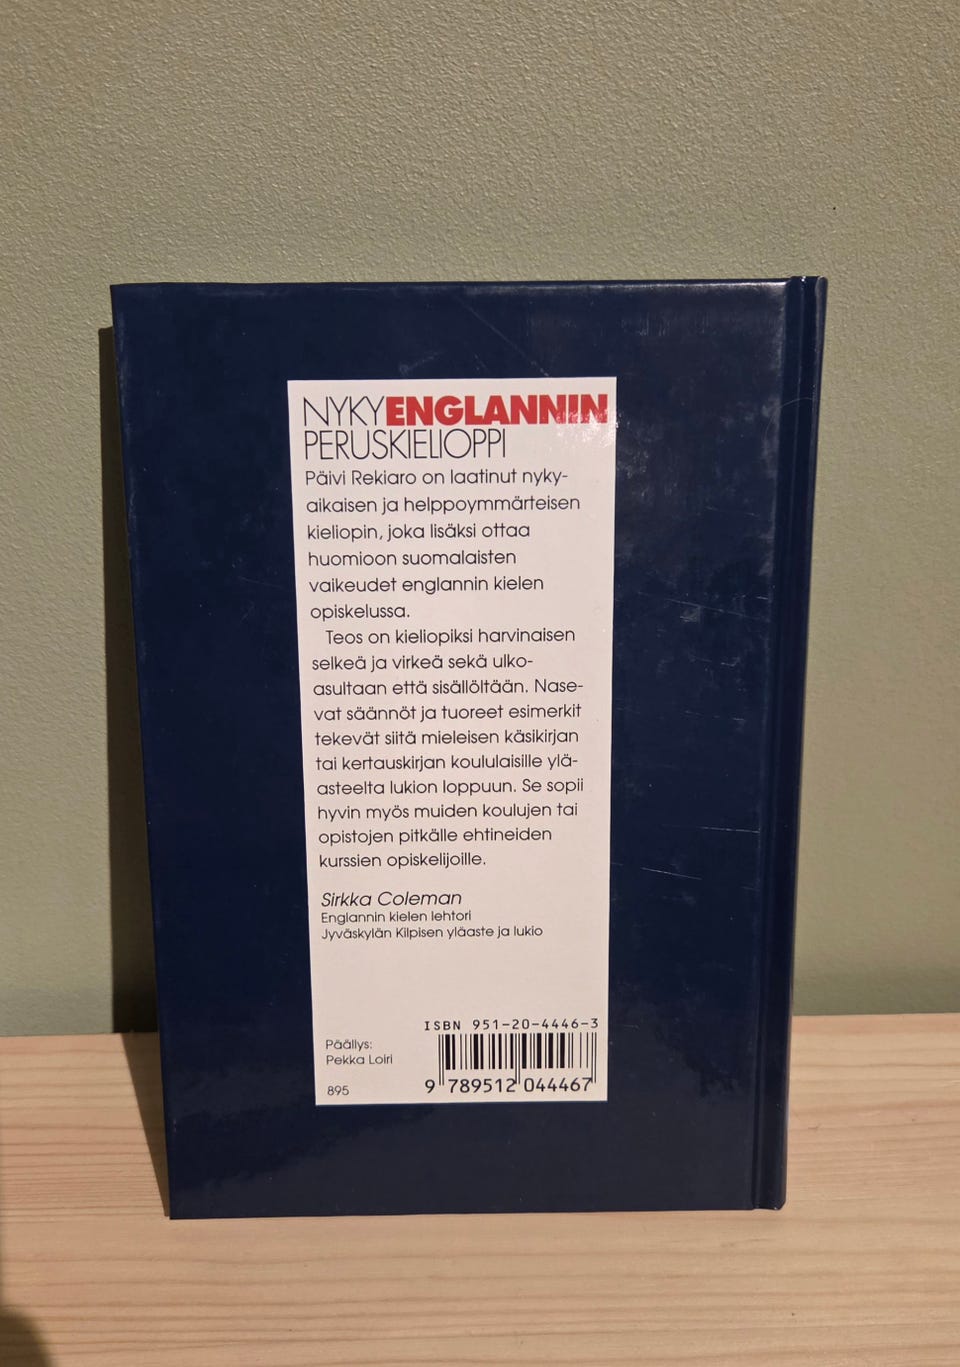 NYKYENGLANNIN
PERUSKIELIOPPI
Päivi Rekiaro on laatinut nyky-
aikaisen ja helppoymmärteisen
kieliopin, joka lisäksi ottaa
huomioon suomalaisten
vaikeudet englannin kielen
opiskelussa.
Teos on kieliopiksi harvinaisen
selkeä ja virkeä sekä ulko-
asultaan että sisällöltään. Nase-
vat säännöt ja tuoreet esimerkit
tekevät siitä mieleisen käsikirjan
tai kertauskirjan koululaisille ylä-
asteelta lukion loppuun. Se sopii
hyvin myös muiden koulujen tai
opistojen pitkälle ehtineiden
kurssien opiskelijoille.
Sirkka Coleman
Englannin kielen lehtori
Jyväskylän Kilpisen yläaste ja lukio
ISBN 951-20-4446-3
Päällys:
Pekka Loiri
895
9 789512 044467